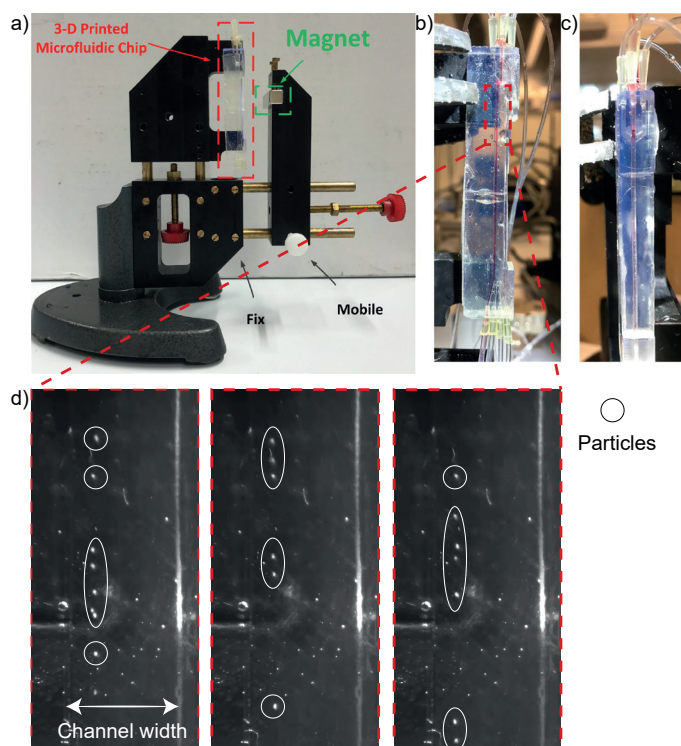 a)
3-D Printed
Microfluidic Chip
Magnet
Fix
Mobile
b)
c)
d)
Channel width
Particles